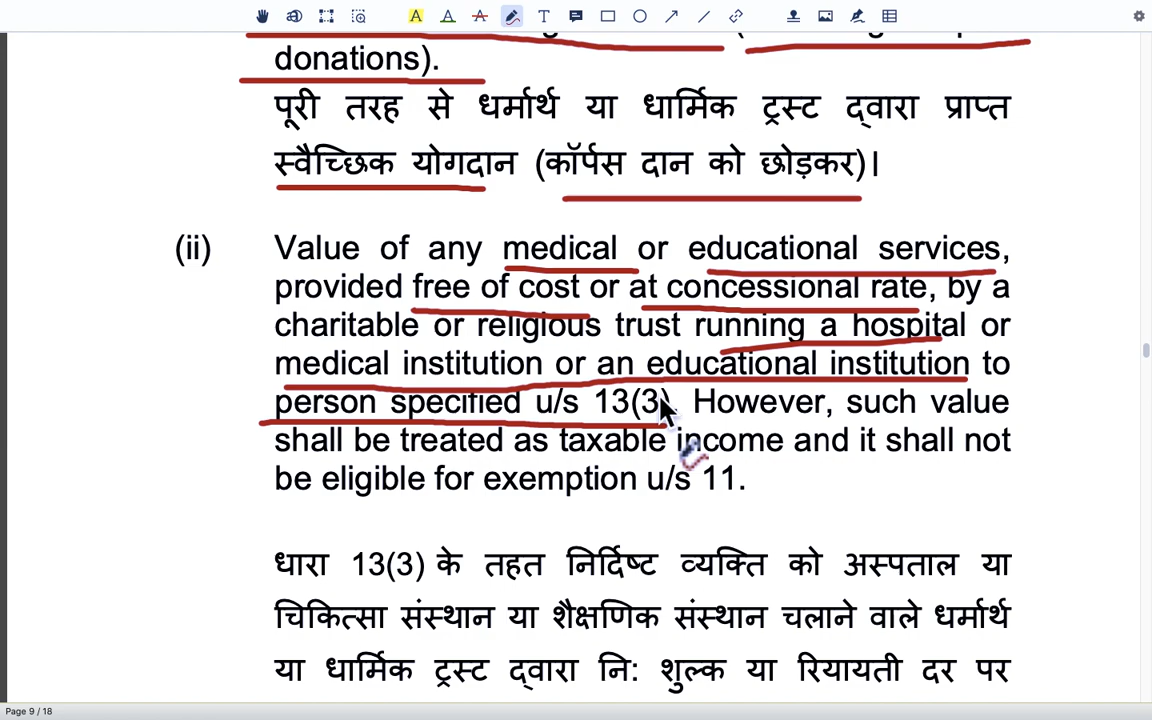 donations).
पूरी तरह से धर्मार्थ या धार्मिक ट्रस्ट द्वारा प्राप्त
स्वैच्छिक योगदान (कॉर्पस दान को छोड़कर)।
(ii) Value of any medical or educational services,
provided free of cost or at concessional rate, by a
charitable or religious trust running a hospital or
medical institution or an educational institution to
person specified u/s 13(3). However, such value
shall be treated as taxable income and it shall not
be eligible for exemption u/s 11.
धारा 13(3) के तहत निर्दिष्ट व्यक्ति को अस्पताल या
चिकित्सा संस्थान या शैक्षणिक संस्थान चलाने वाले धर्मार्थ
या धार्मिक ट्रस्ट द्वारा नि: शुल्क या रियायती दर पर
Page 9 / 18